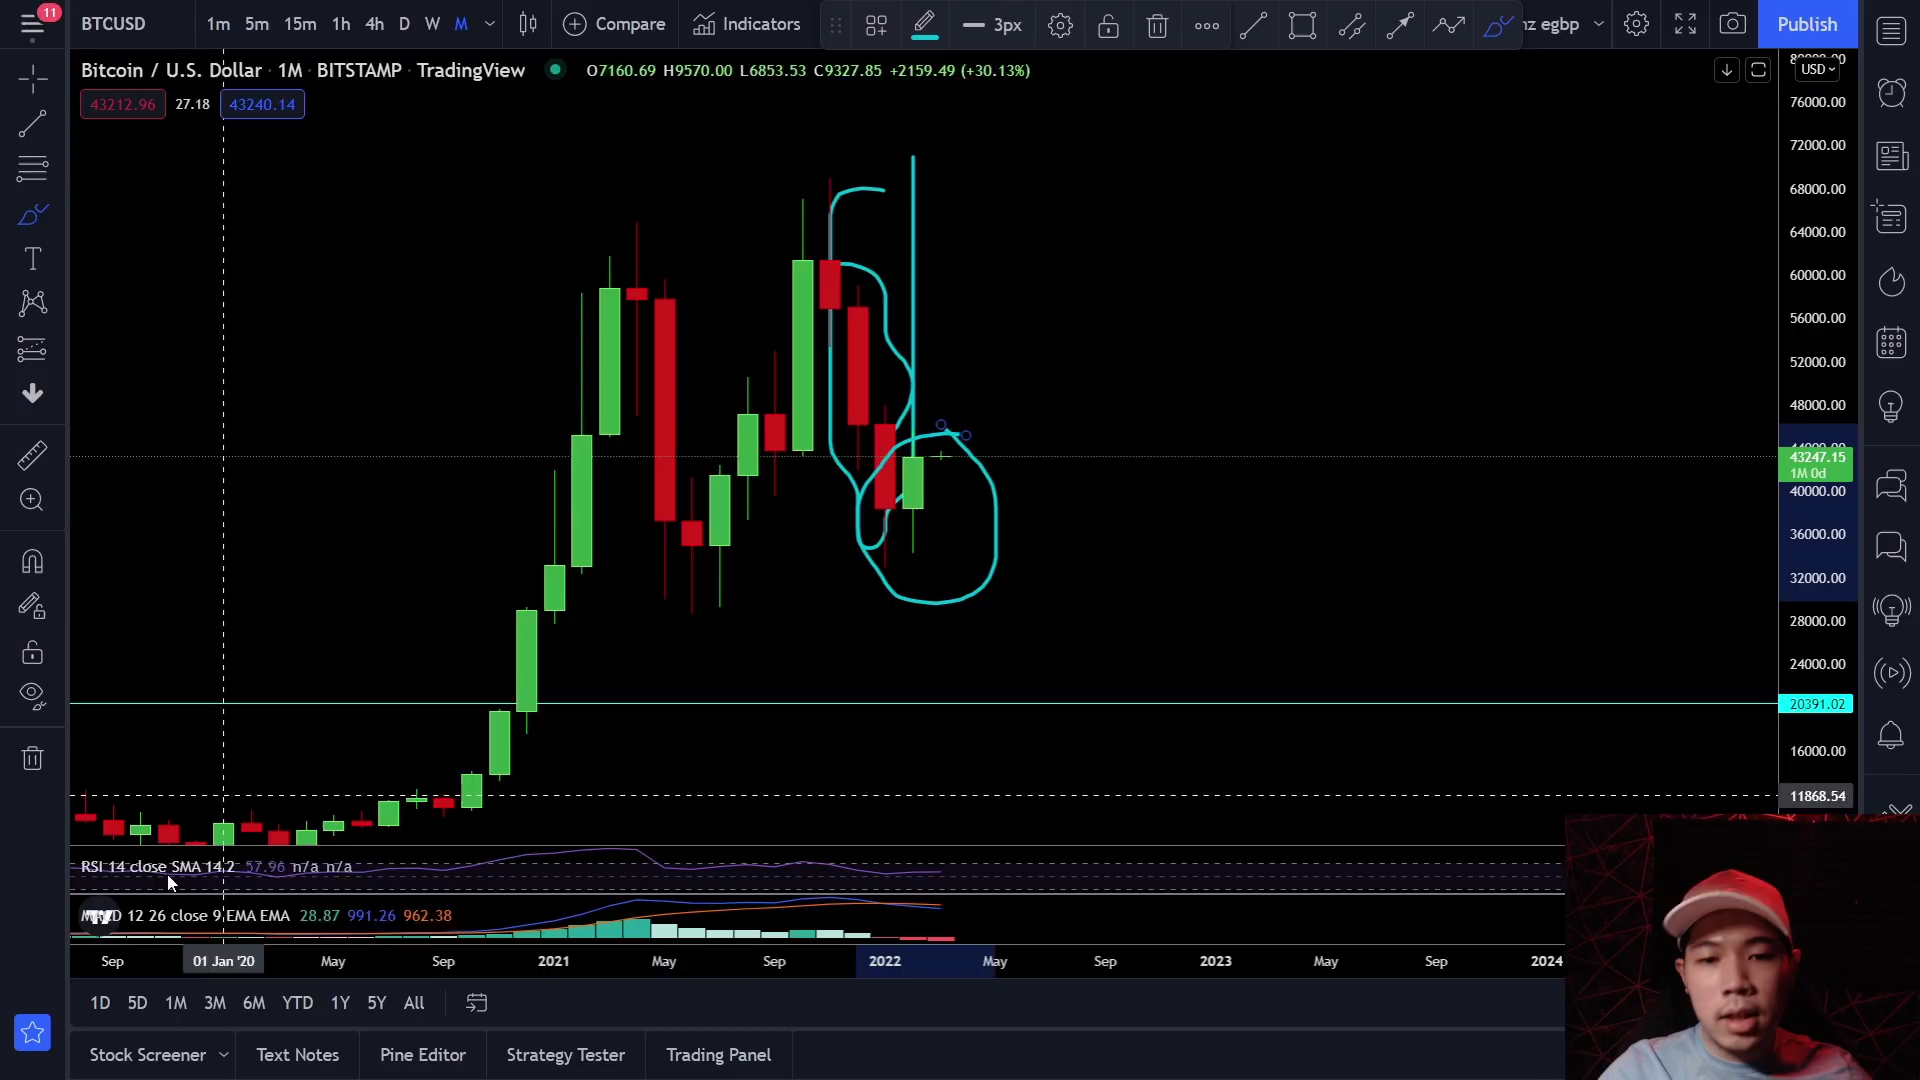 11
BTCUSD 1m 5m 15m 1h 4h D W M Compare Indicators 3px nz egbp Publish
Bitcoin / U.S. Dollar · 1M · BITSTAMP · TradingView O7160.69 H9570.00 L6853.53 C9327.85 +2159.49 (+30.13%)
43212.96 27.18 43240.14
USD
76000.00
72000.00
68000.00
64000.00
60000.00
56000.00
52000.00
48000.00
44000.00
43247.15
1M 0d
40000.00
36000.00
32000.00
28000.00
24000.00
20391.02
16000.00
11868.54
RSI 14 close SMA 14 2 57.96 n/a n/a
MACD 12 26 close 9 EMA EMA 28.87 991.26 962.38
Sep 01 Jan '20 May Sep 2021 May Sep 2022 May Sep 2023 May Sep 2024
1D 5D 1M 3M 6M YTD 1Y 5Y All
Stock Screener Text Notes Pine Editor Strategy Tester Trading Panel